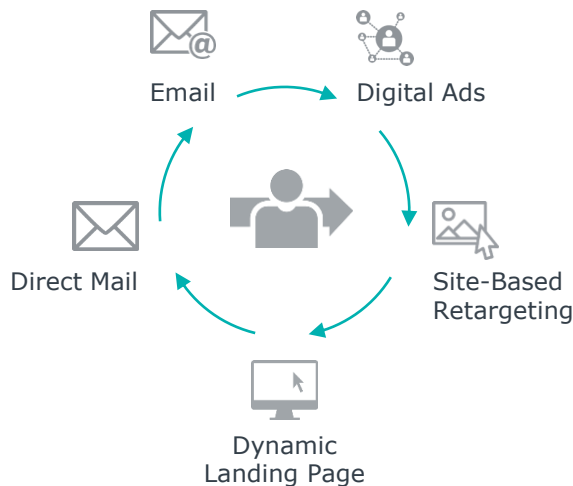 Email
Digital Ads
Direct Mail
Site-Based
Retargeting
Dynamic
Landing Page